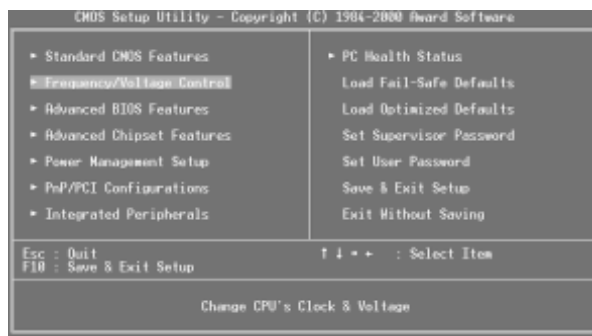 CMOS Setup Utility - Copyright (C) 1984-2000 Award Software
► Standard CMOS Features
► Frequency/Voltage Control
► Advanced BIOS Features
► Advanced Chipset Features
► Power Management Setup
► PnP/PCI Configurations
► Integrated Peripherals
► PC Health Status
Load Fail-Safe Defaults
Load Optimized Defaults
Set Supervisor Password
Set User Password
Save & Exit Setup
Exit Without Saving
Esc : Quit
F10 : Save & Exit Setup
↑ ↓ → ← : Select Item
Change CPU's Clock & Voltage